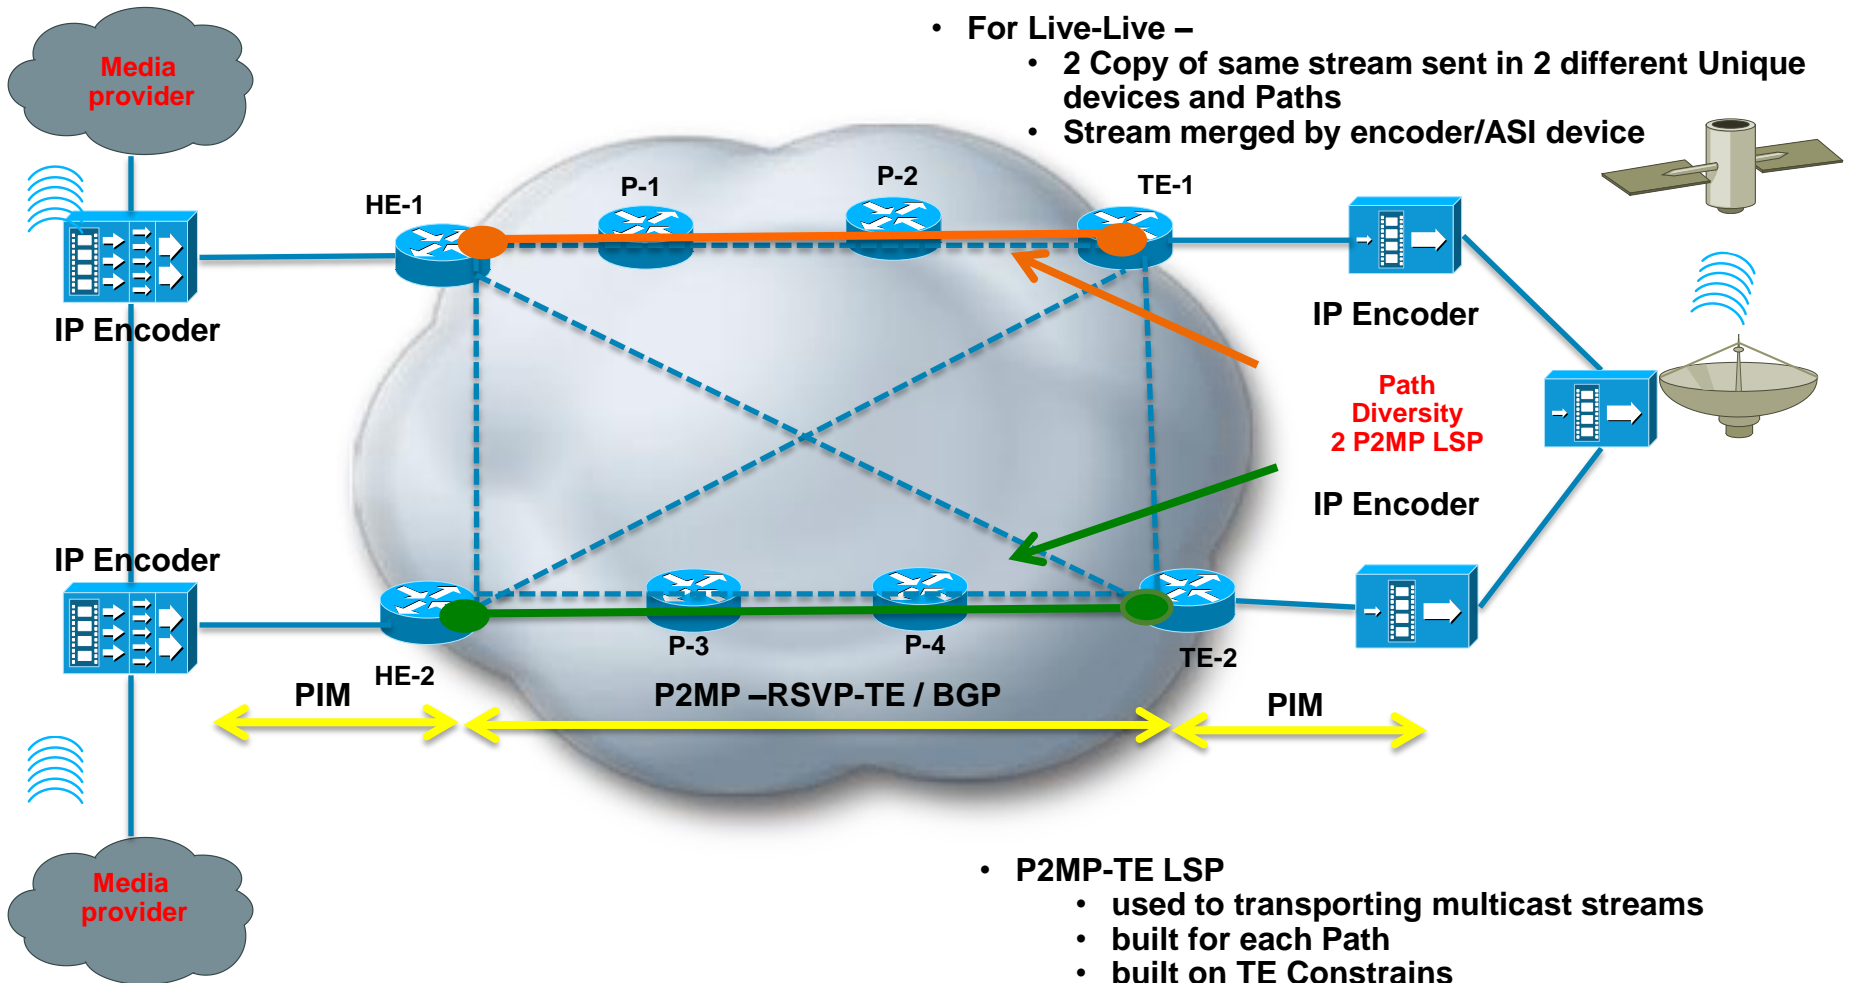 • For Live-Live –
• 2 Copy of same stream sent in 2 different Unique
devices and Paths
• Stream merged by encoder/ASI device
Media
provider
HE-1
P-1
P-2
TE-1
IP Encoder
IP Encoder
Path
Diversity
2 P2MP LSP
IP Encoder
IP Encoder
HE-2
P-3
P-4
TE-2
PIM
P2MP –RSVP-TE / BGP
PIM
Media
provider
• P2MP-TE LSP
• used to transporting multicast streams
• built for each Path
• built on TE Constrains